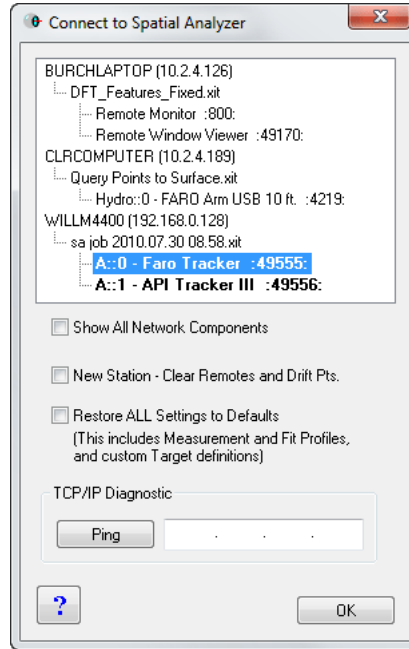 Connect to Spatial Analyzer
BURCHLAPTOP (10.2.4.126)
DFT_Features_Fixed.xit
Remote Monitor :800:
Remote Window Viewer :49170:
CLRCOMPUTER (10.2.4.189)
Query Points to Surface.xit
Hydro::0 - FARO Arm USB 10 ft. :4219:
WILLM4400 (192.168.0.128)
sa job 2010.07.30 08.58.xit
A::0 - Faro Tracker :49555:
A::1 - API Tracker III :49556:
Show All Network Components
New Station - Clear Remotes and Drift Pts.
Restore ALL Settings to Defaults
(This includes Measurement and Fit Profiles,
and custom Target definitions)
TCP/IP Diagnostic
Ping . . .
? OK